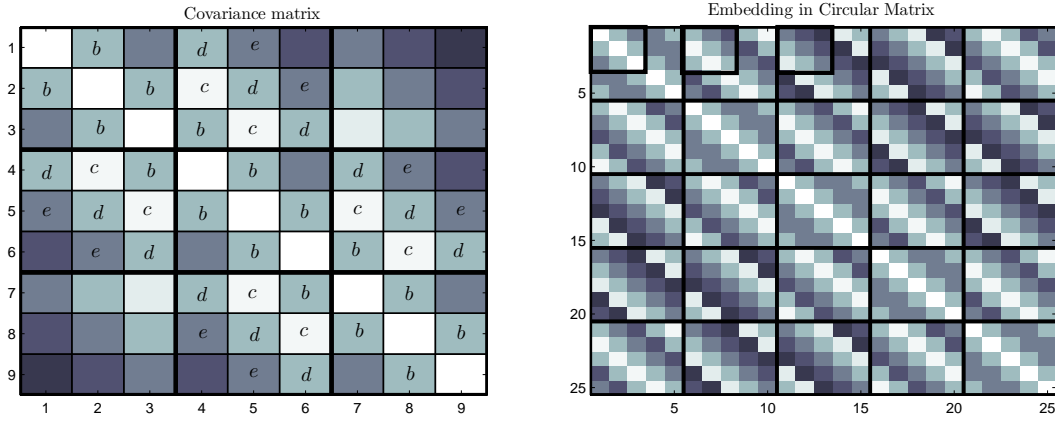 Covariance matrix
1 b d e
2 b b c d e
3 b b c d
4 d c b b d e
5 e d c b b c d e
6 e d b b c d
7 d c b b
8 e d c b b
9 e d b
1 2 3 4 5 6 7 8 9
Embedding in Circular Matrix
5
10
15
20
25
5 10 15 20 25